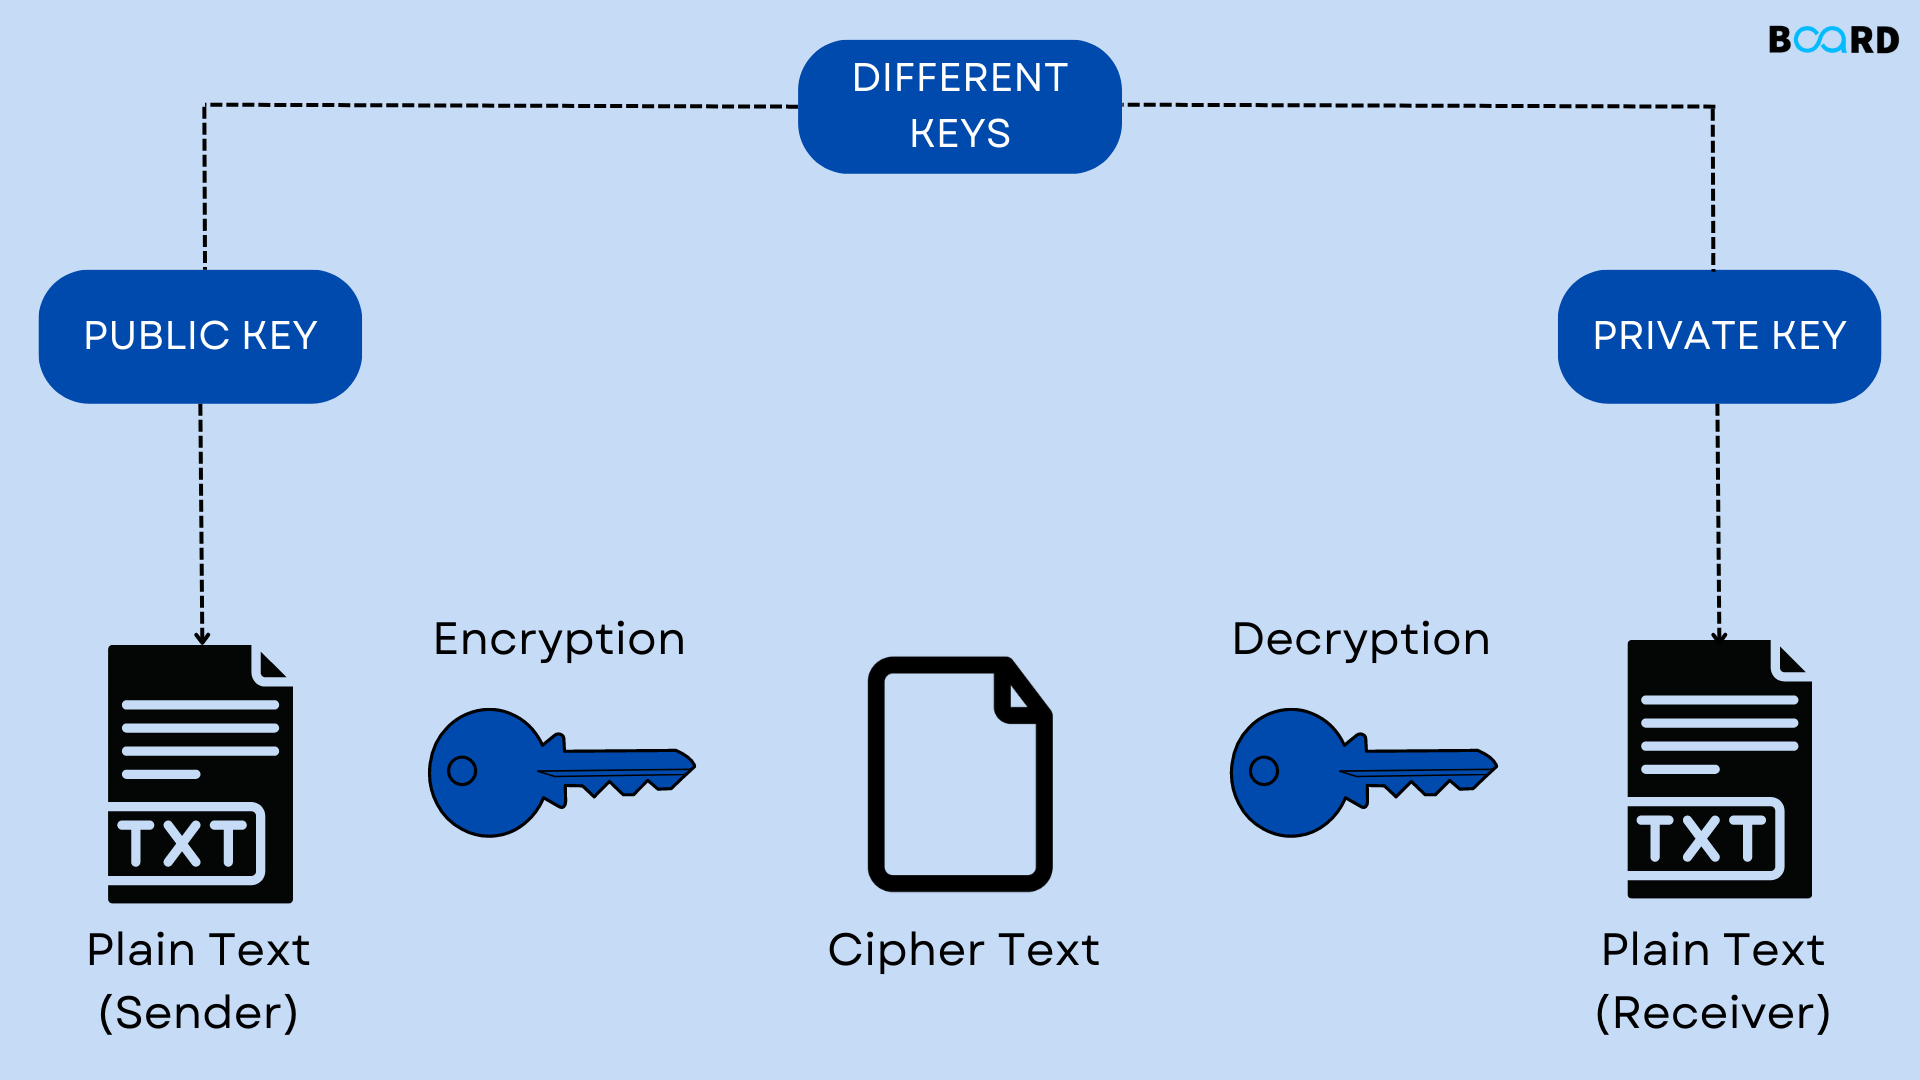 BOARD
DIFFERENT
KEYS
PUBLIC KEY
PRIVATE KEY
Encryption
Decryption
TXT
TXT
Plain Text
(Sender)
Cipher Text
Plain Text
(Receiver)